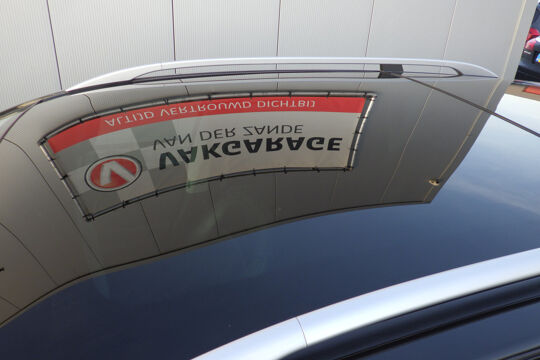 VAKGARAGE
VAN DER ZANDE
ALTIJD VERTROUWD DICHTBIJ